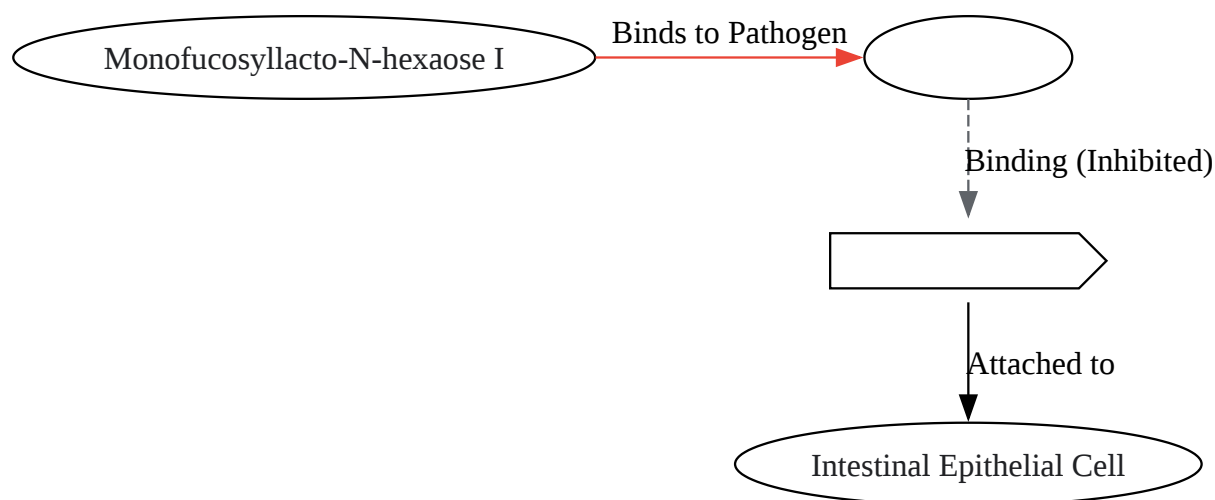 Binds to Pathogen
Monofucosyllacto-N-hexaose I
Binding (Inhibited)
Attached to
Intestinal Epithelial Cell